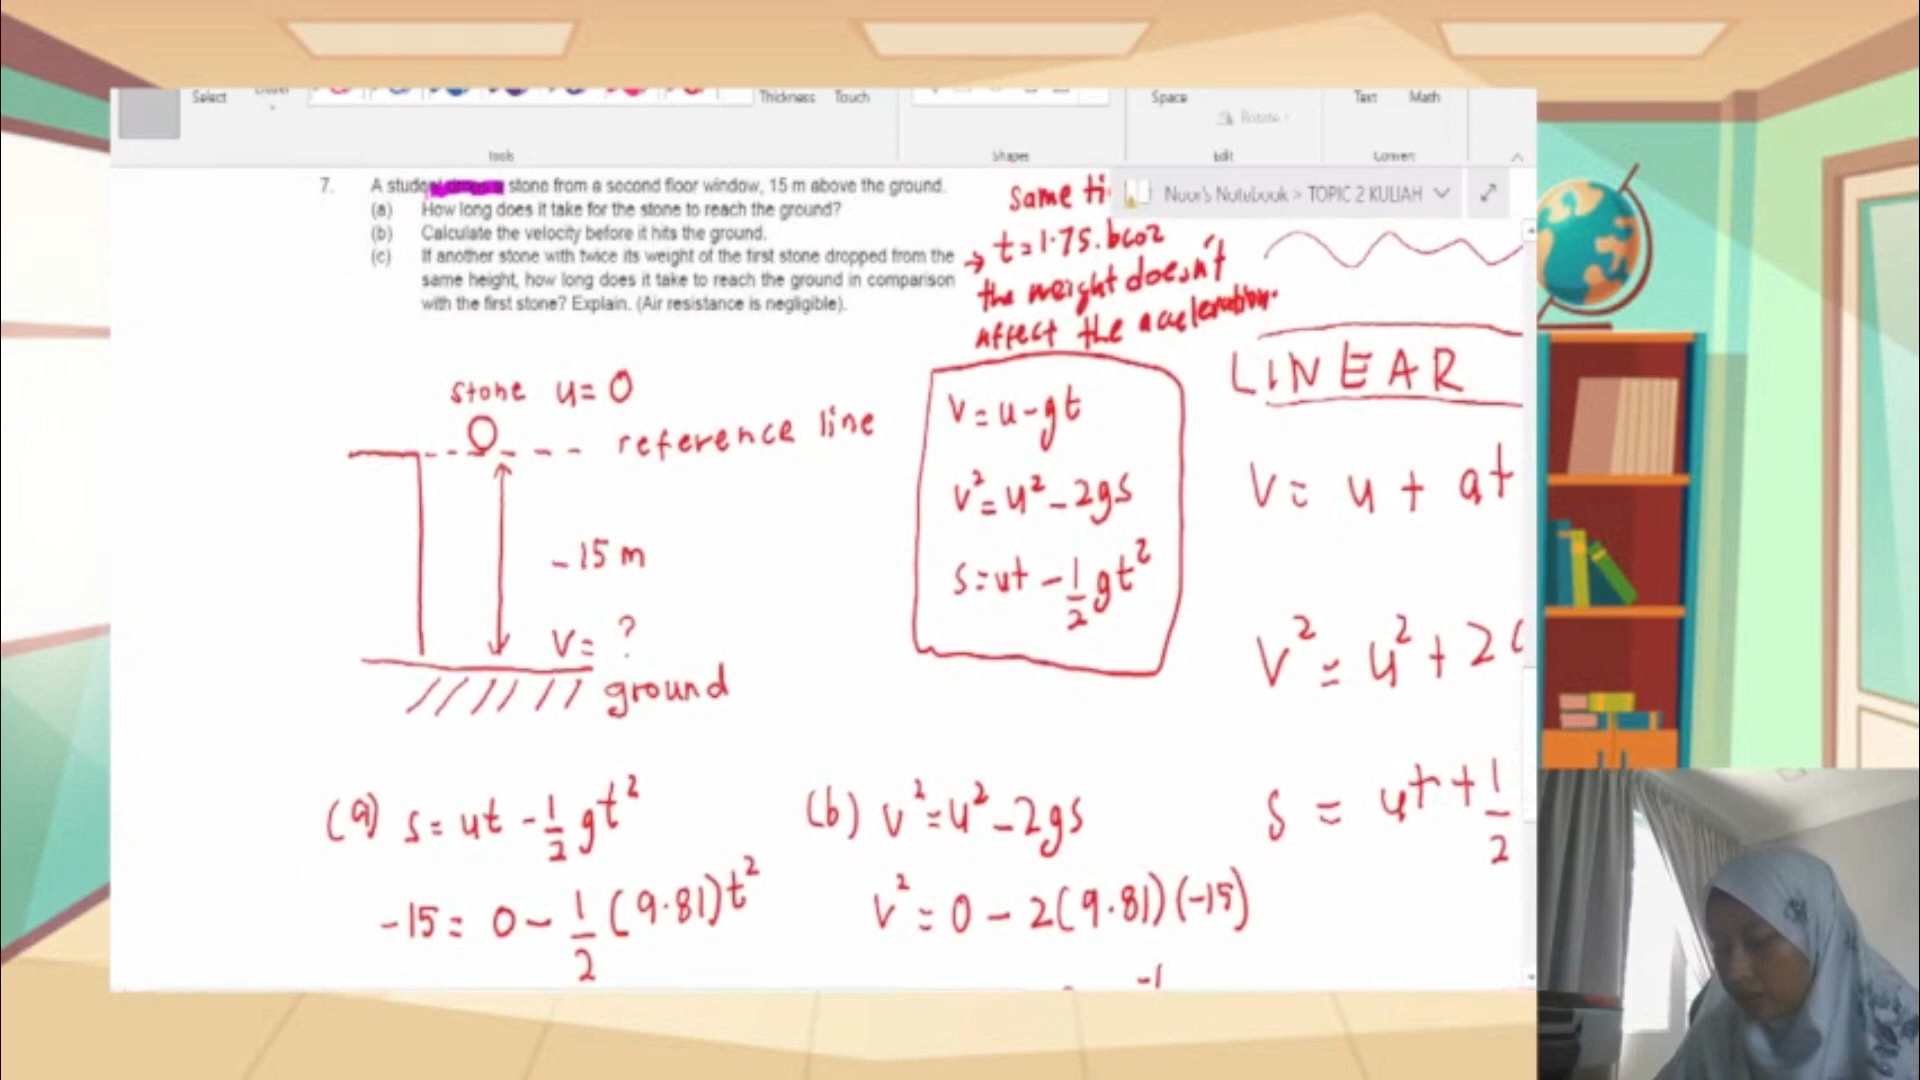 Select
Thickness
Touch
Space
Text
Math
Rotate
Tools
Shapes
Edit
Convert
Noor's Notebook > TOPIC 2 KULIAH
7. A student drops a stone from a second floor window, 15 m above the ground.
(a) How long does it take for the stone to reach the ground?
(b) Calculate the velocity before it hits the ground.
(c) If another stone with twice its weight of the first stone dropped from the
same height, how long does it take to reach the ground in comparison
with the first stone? Explain. (Air resistance is negligible).
same ti
→ t=1.7s. bcoz
the weight doesn't
affect the acceleration.
stone u=0
reference line
-15 m
v= ?
ground
v=u-gt
v²=u²-2gs
s=ut-½gt²
LINEAR
v= u + at
v²= u²+2
s = ut+½
(a) s=ut-½gt²
-15= 0-½(9.81)t²
(b) v²=u²-2gs
v²= 0-2(9.81)(-15)
-1